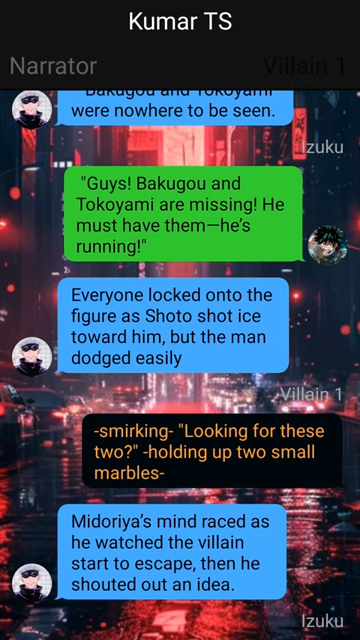 Kumar TS
Narrator
Villain 1
Bakugou and Tokoyami
were nowhere to be seen.
Izuku
"Guys! Bakugou and
Tokoyami are missing! He
must have them—he's
running!"
Everyone locked onto the
figure as Shoto shot ice
toward him, but the man
dodged easily
Villain 1
-smirking- "Looking for these
two?" -holding up two small
marbles-
Midoriya's mind raced as
he watched the villain
start to escape, then he
shouted out an idea.
Izuku